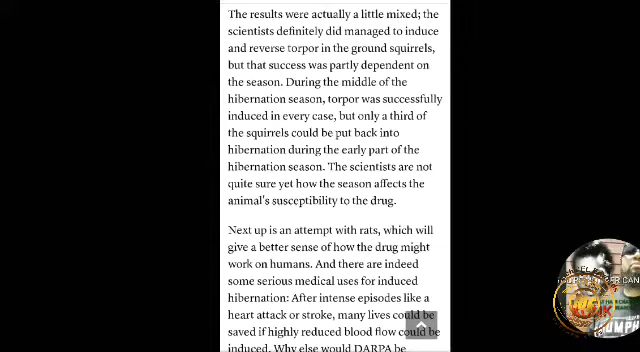 The results were actually a little mixed; the
scientists definitely did managed to induce
and reverse torpor in the ground squirrels,
but that success was partly dependent on
the season. During the middle of the
hibernation season, torpor was successfully
induced in every case, but only a third of
the squirrels could be put back into
hibernation during the early part of the
hibernation season. The scientists are not
quite sure yet how the season affects the
animal's susceptibility to the drug.
Next up is an attempt with rats, which will
give a better sense of how the drug might
work on humans. And there are indeed
some serious medical uses for induced
hibernation: After intense episodes like a
heart attack or stroke, many lives could be
saved if highly reduced blood flow could be
induced. Why else would DARPA be